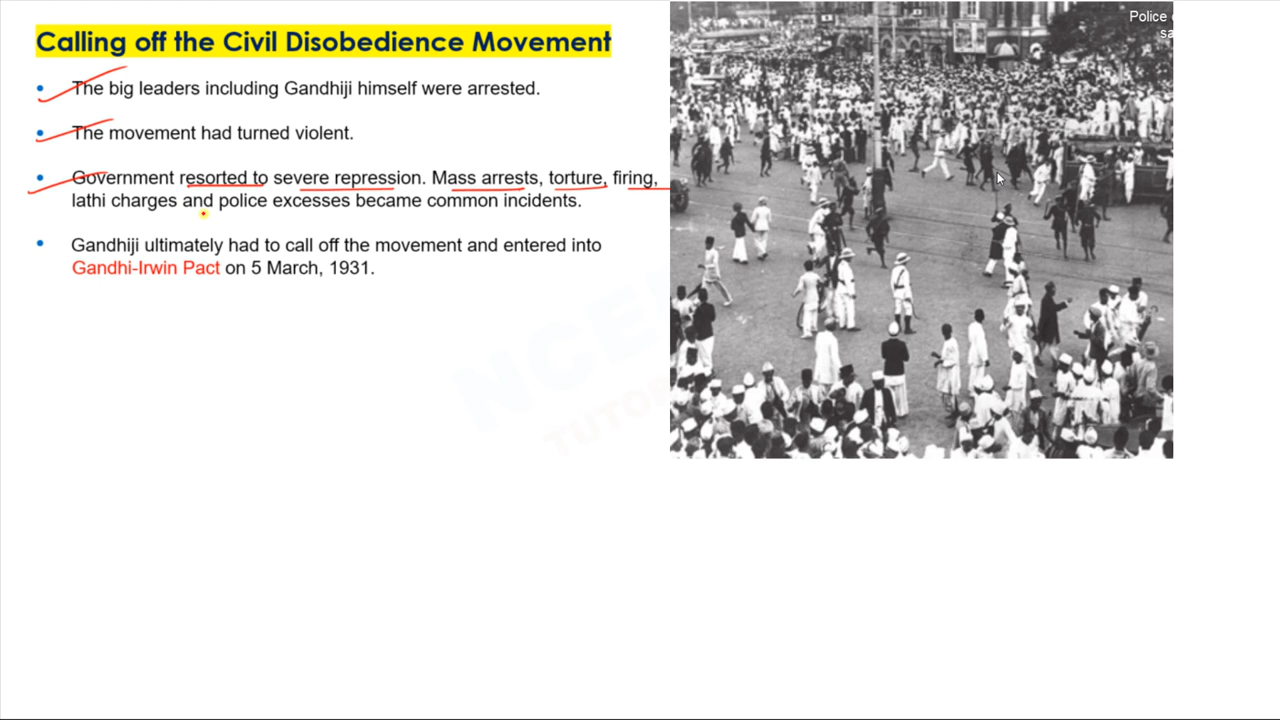 Calling off the Civil Disobedience Movement
The big leaders including Gandhiji himself were arrested.
The movement had turned violent.
Government resorted to severe repression. Mass arrests, torture, firing,
lathi charges and police excesses became common incidents.
Gandhiji ultimately had to call off the movement and entered into
Gandhi-Irwin Pact on 5 March, 1931.
Police